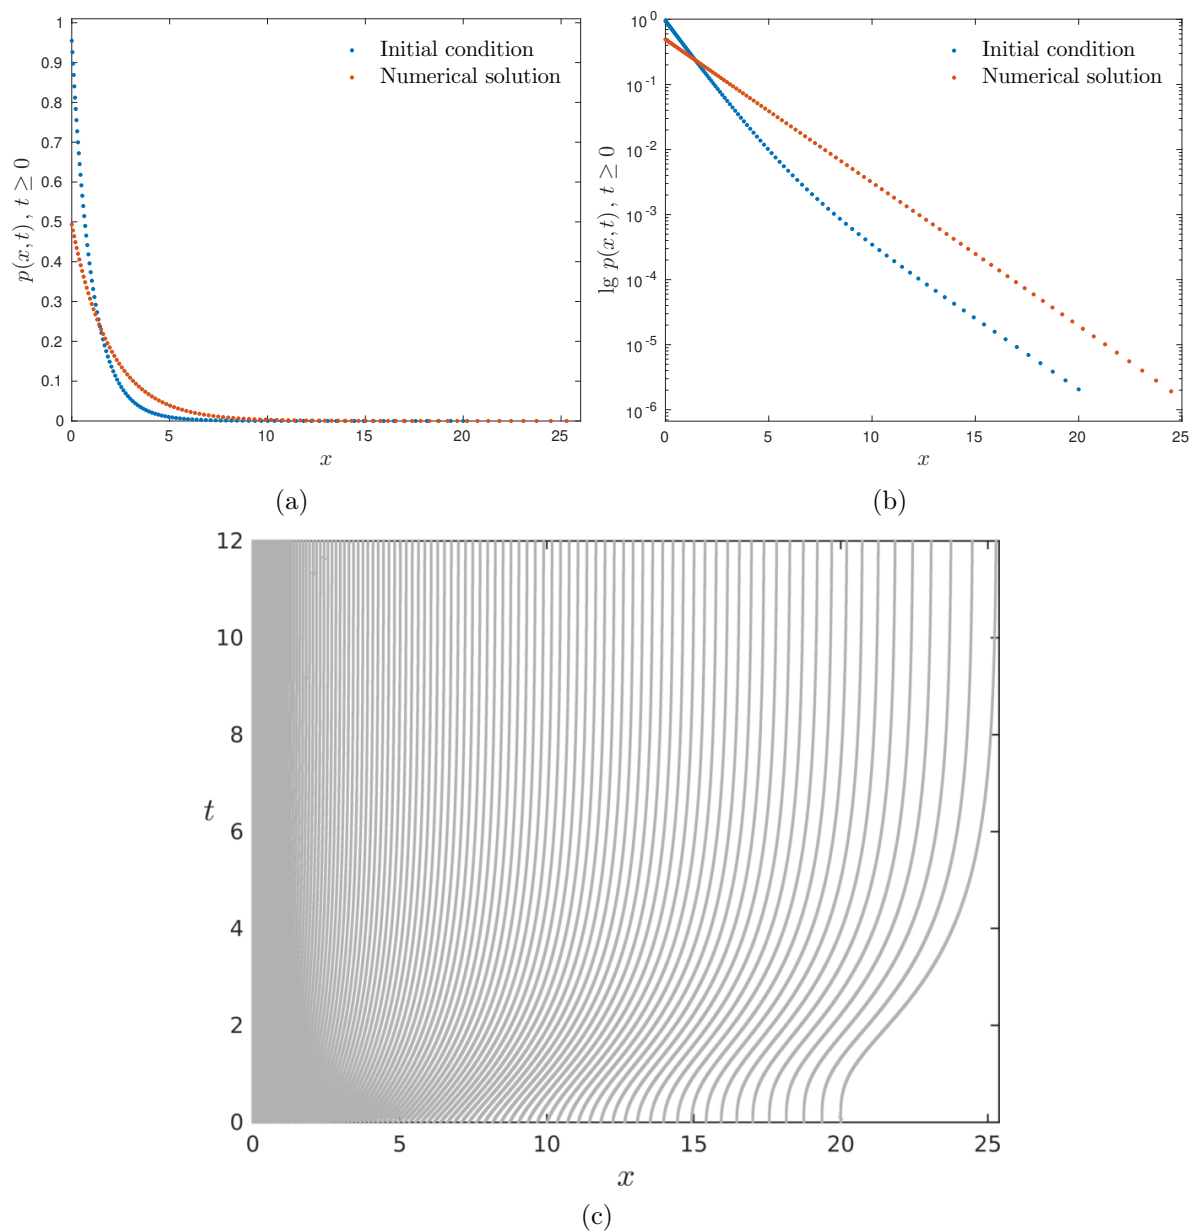 1
0.9
0.8
0.7
0.6
0.5
0.4
0.3
0.2
0.1
0
p(x,t), t ≥ 0
Initial condition
Numerical solution
0 5 10 15 20 25
x
(a)
10^0
10^-1
10^-2
10^-3
10^-4
10^-5
10^-6
lg p(x,t), t ≥ 0
Initial condition
Numerical solution
0 5 10 15 20 25
x
(b)
12
10
8
6
4
2
0
t
0 5 10 15 20 25
x
(c)